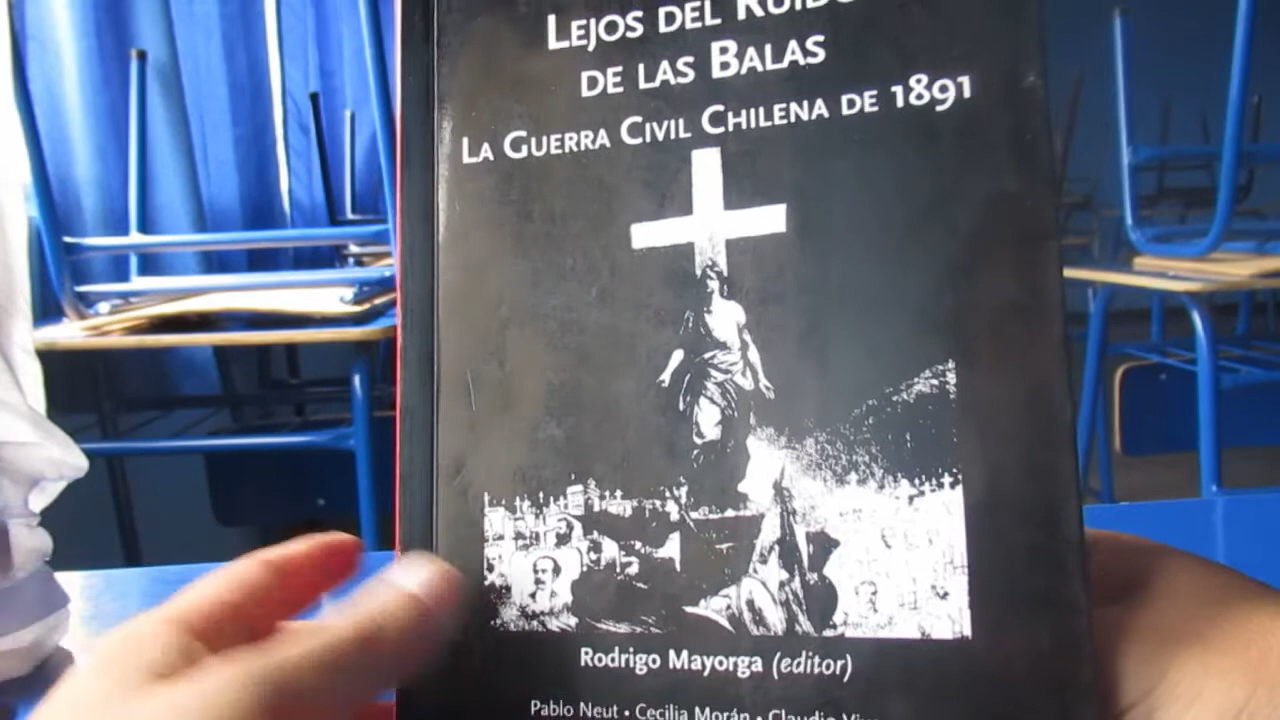 LEJOS DEL RUIDO
DE LAS BALAS
LA GUERRA CIVIL CHILENA DE 1891
Rodrigo Mayorga (editor)
Pablo Neut • Cecilia Morán • Claudio